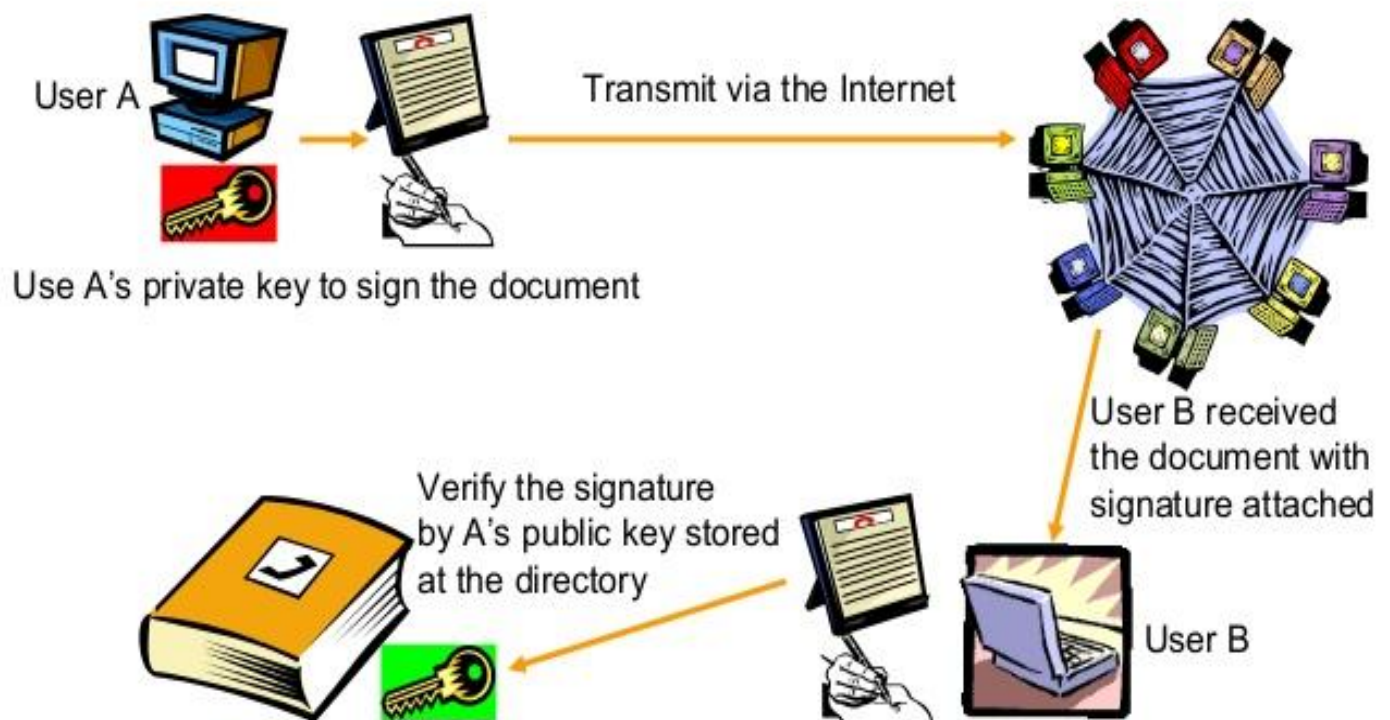 User A
Transmit via the Internet
Use A's private key to sign the document
User B received
the document with
signature attached
Verify the signature
by A's public key stored
at the directory
User B